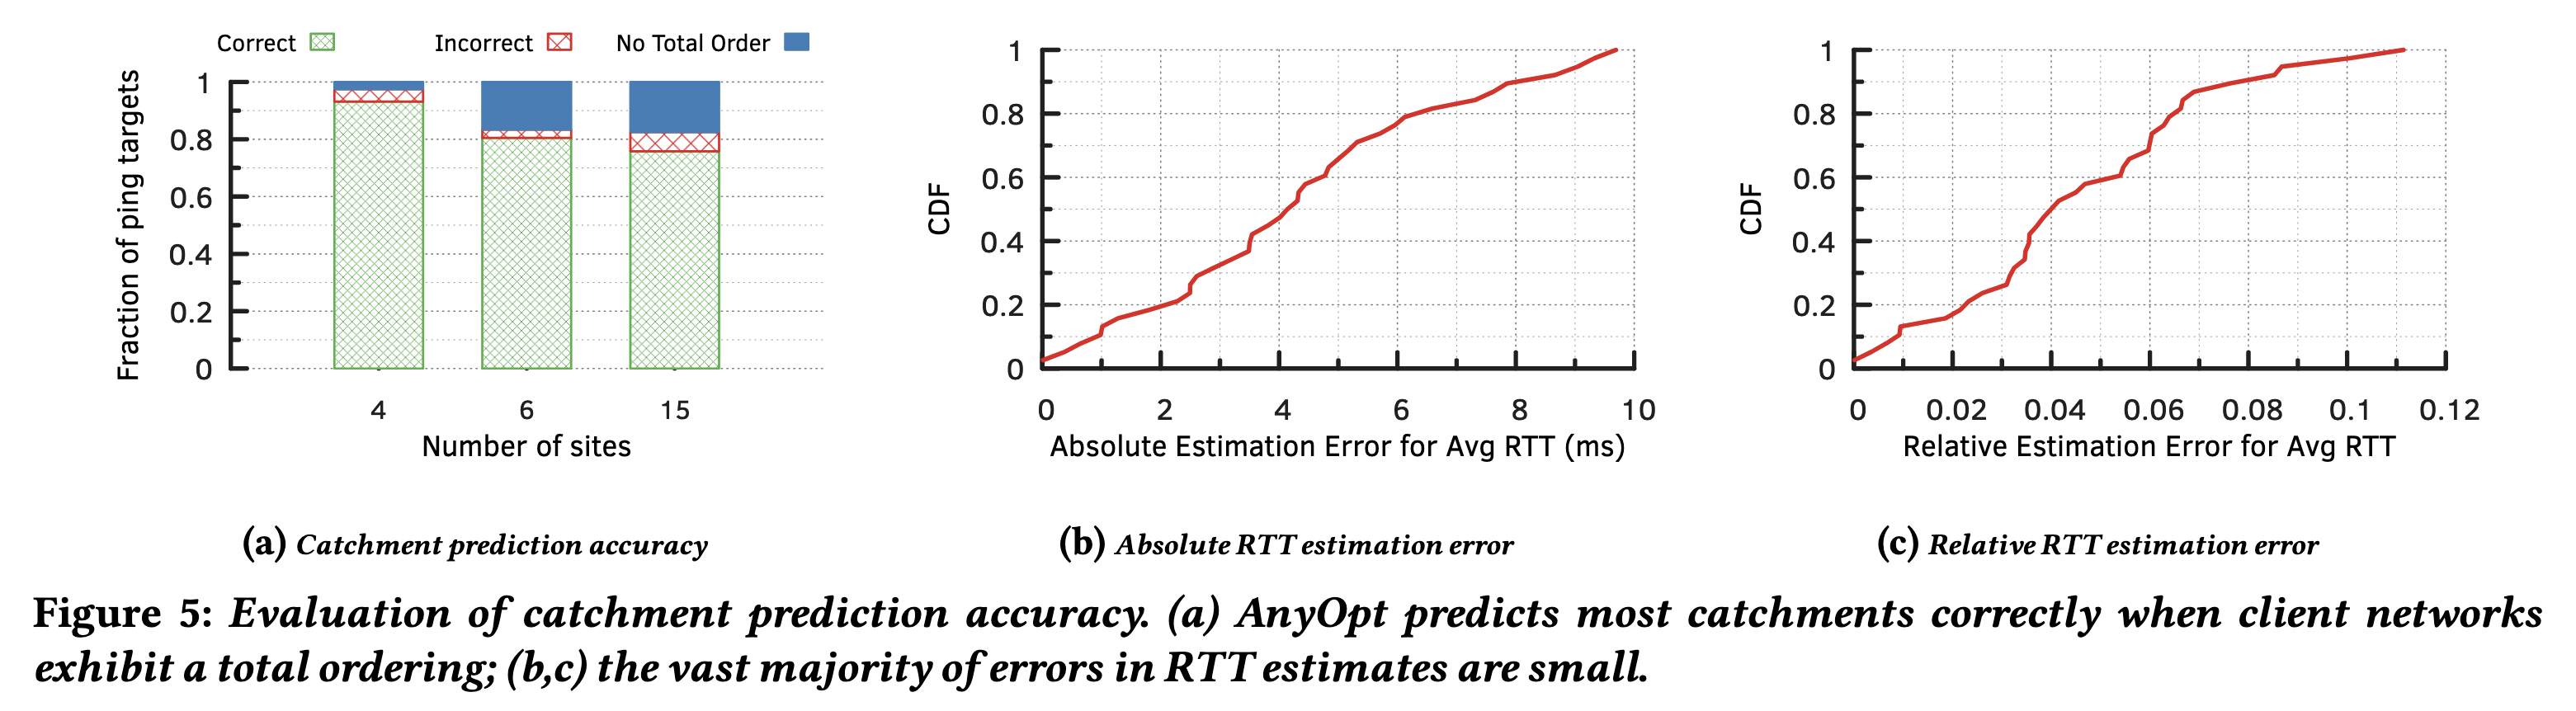 Correct Incorrect No Total Order
Fraction of ping targets
1
0.8
0.6
0.4
0.2
0
4 6 15
Number of sites
CDF
1
0.8
0.6
0.4
0.2
0
0 2 4 6 8 10
Absolute Estimation Error for Avg RTT (ms)
CDF
1
0.8
0.6
0.4
0.2
0
0 0.02 0.04 0.06 0.08 0.1 0.12
Relative Estimation Error for Avg RTT
(a) Catchment prediction accuracy
(b) Absolute RTT estimation error
(c) Relative RTT estimation error
Figure 5: Evaluation of catchment prediction accuracy. (a) AnyOpt predicts most catchments correctly when client networks
exhibit a total ordering; (b,c) the vast majority of errors in RTT estimates are small.